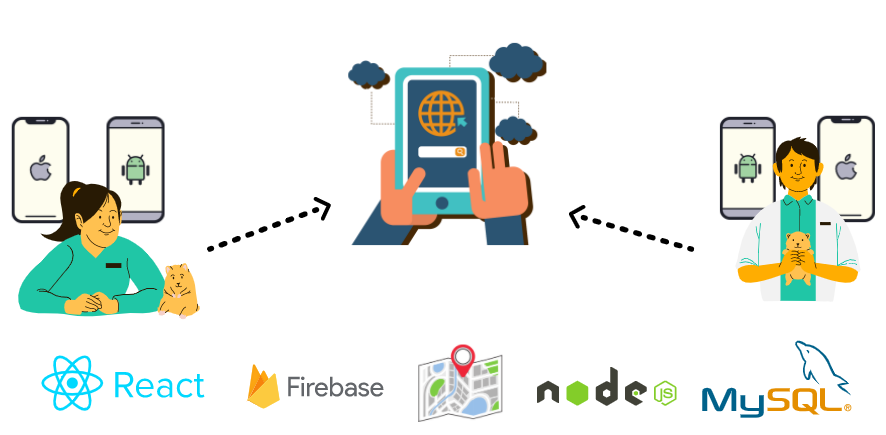 React
Firebase
node
JS
MySQL®